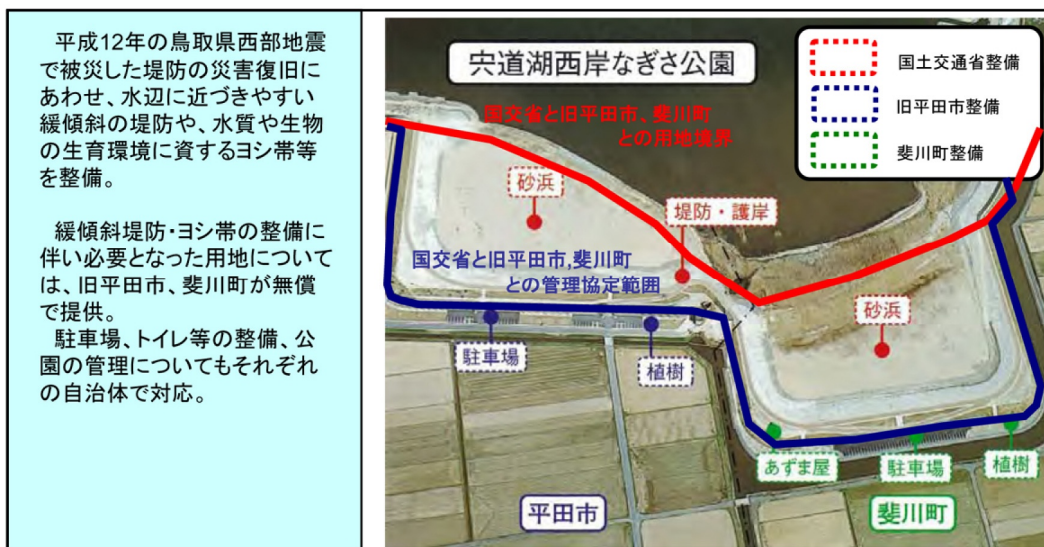 平成12年の鳥取県西部地震
で被災した堤防の災害復旧に
あわせ、水辺に近づきやすい
緩傾斜の堤防や、水質や生物
の生育環境に資するヨシ帯等
を整備。
緩傾斜堤防・ヨシ帯の整備に
伴い必要となった用地について
は、旧平田市、斐川町が無償
で提供。
駐車場、トイレ等の整備、公
園の管理についてもそれぞれ
の自治体で対応。
宍道湖西岸なぎさ公園
国土交通省整備
旧平田市整備
斐川町整備
国交省と旧平田市、斐川町
との用地境界
砂浜
堤防・護岸
国交省と旧平田市,斐川町
との管理協定範囲
砂浜
駐車場
植樹
あずま屋
駐車場
植樹
平田市
斐川町